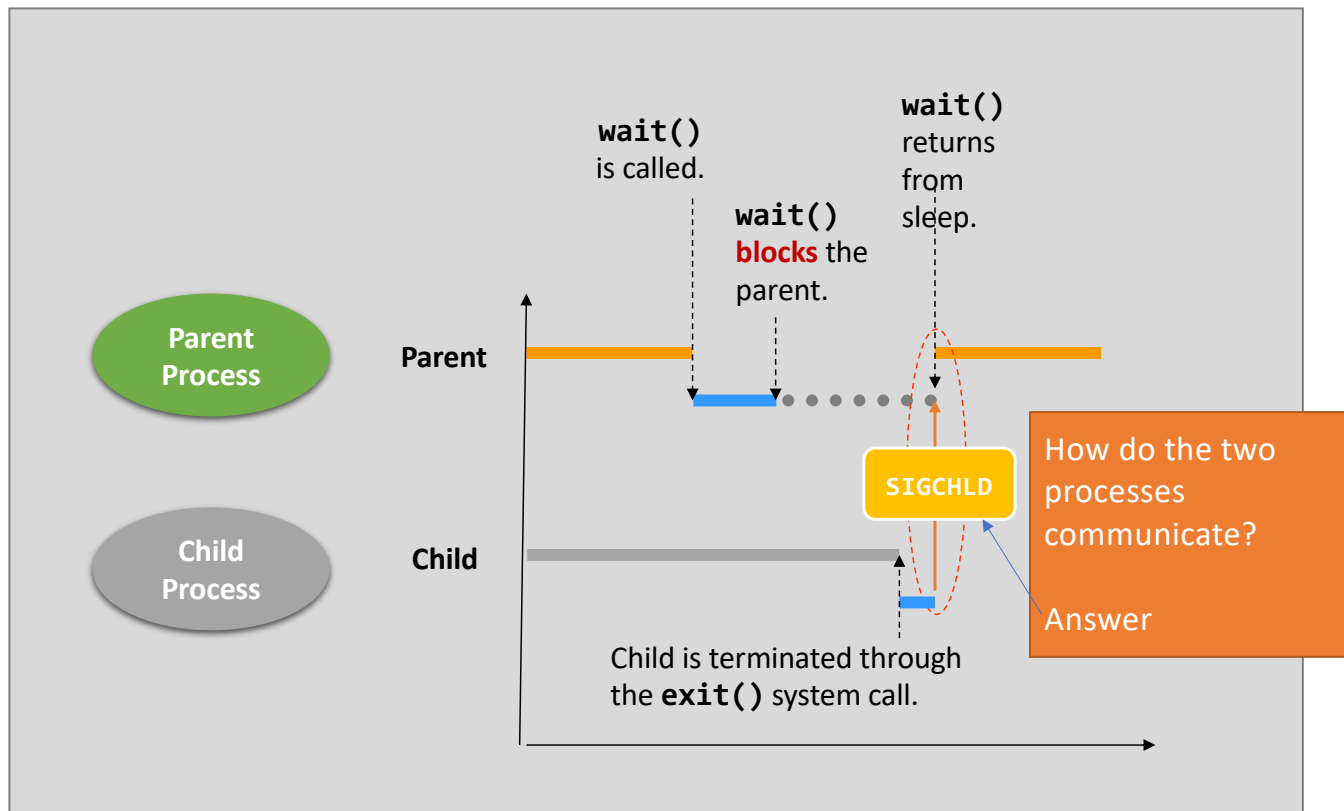 wait()
is called.
wait()
blocks the
parent.
wait()
returns
from
sleep.
Parent
Process
Parent
SIGCHLD
How do the two
processes
communicate?
Answer
Child
Process
Child
Child is terminated through
the exit() system call.